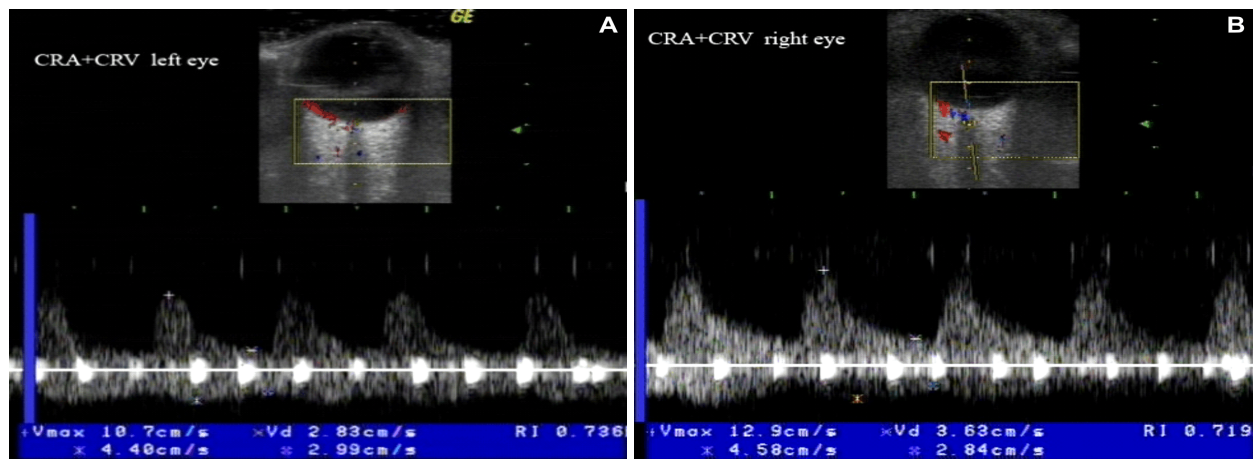 GE
A
CRA+CRV left eye
+Vmax 10.7cm/s ×Vd 2.83cm/s RI 0.736
4.40cm/s 2.99cm/s
B
CRA+CRV right eye
+Vmax 12.9cm/s ×Vd 3.63cm/s RI 0.719
4.58cm/s 2.84cm/s